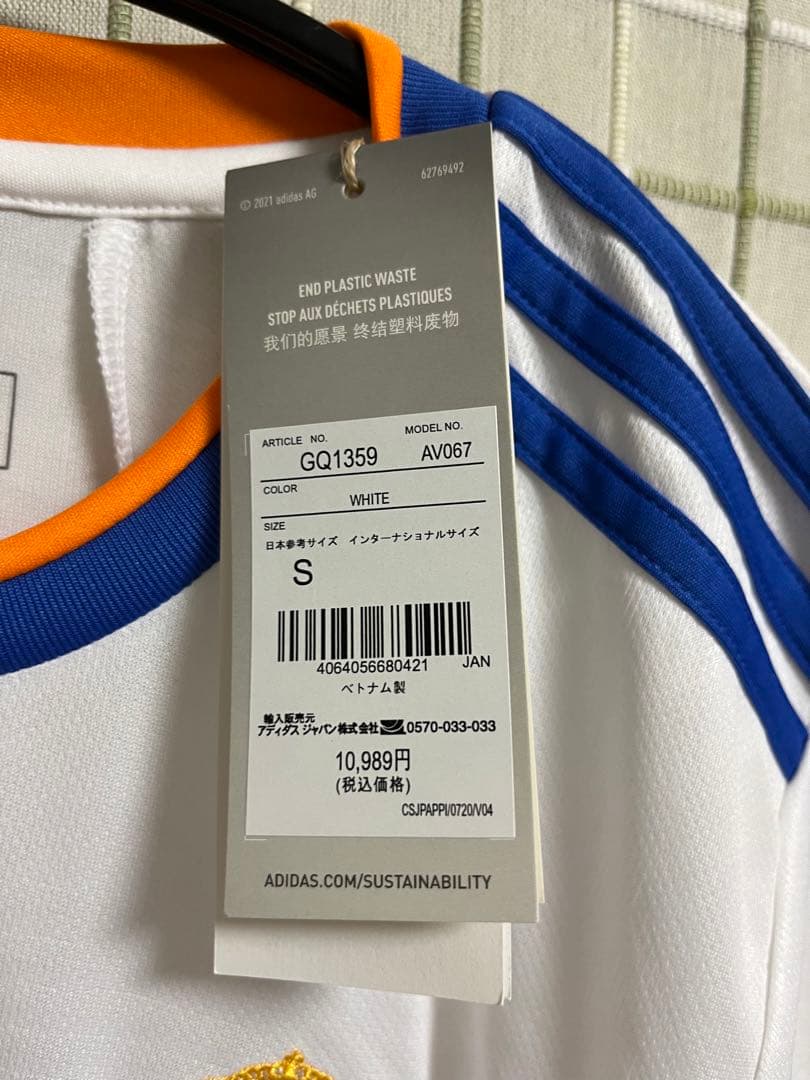 © 2021 adidas AG
62769492
END PLASTIC WASTE
STOP AUX DÉCHETS PLASTIQUES
我们的愿景 终结塑料废物
ARTICLE NO.
MODEL NO.
GQ1359
AV067
COLOR
WHITE
SIZE
日本参考サイズ インターナショナルサイズ
S
4064056680421 JAN
ベトナム製
輸入販売元
アディダス ジャパン株式会社 0570-033-033
10,989円
(税込価格)
CSJPAPPI/0720/V04
ADIDAS.COM/SUSTAINABILITY